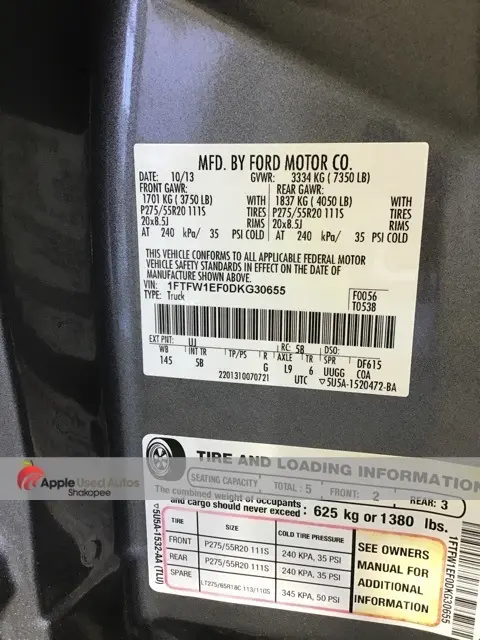 MFD. BY FORD MOTOR CO.
DATE: 10/13 GVWR: 3334 KG ( 7350 LB)
FRONT GAWR: REAR GAWR:
1701 KG ( 3750 LB) WITH 1837 KG ( 4050 LB) WITH
P275/55R20 111S TIRES P275/55R20 111S TIRES
20x8.5J RIMS 20x8.5J RIMS
AT 240 kPa/ 35 PSI COLD AT 240 kPa/ 35 PSI COLD
THIS VEHICLE CONFORMS TO ALL APPLICABLE FEDERAL MOTOR
VEHICLE SAFETY STANDARDS IN EFFECT ON THE DATE OF
MANUFACTURE SHOWN ABOVE.
VIN: 1FTFW1EF0DKG30655
TYPE: Truck
F0056
T0538
EXT PNT: UJ RC: 58 DSO:
WB INT TR TP/PS R AXLE TR SPR DF615
145 5B G L9 6 UUGG COA
2201310070721 UTC ▽5U5A-1520472-BA
TIRE AND LOADING INFORMATION
SEATING CAPACITY TOTAL : 5 FRONT: 2 REAR: 3
The combined weight of occupants
and cargo should never exceed : 625 kg or 1380 lbs.
TIRE SIZE COLD TIRE PRESSURE
FRONT P275/55R20 111S 240 KPA, 35 PSI
REAR P275/55R20 111S 240 KPA, 35 PSI
SPARE LT275/65R18C 113/110S 345 KPA, 50 PSI
SEE OWNERS
MANUAL FOR
ADDITIONAL
INFORMATION
▽5U5A-1532-AA (TLU)
1FTFW1EF0DKG30655
Apple Used Autos
Shakopee